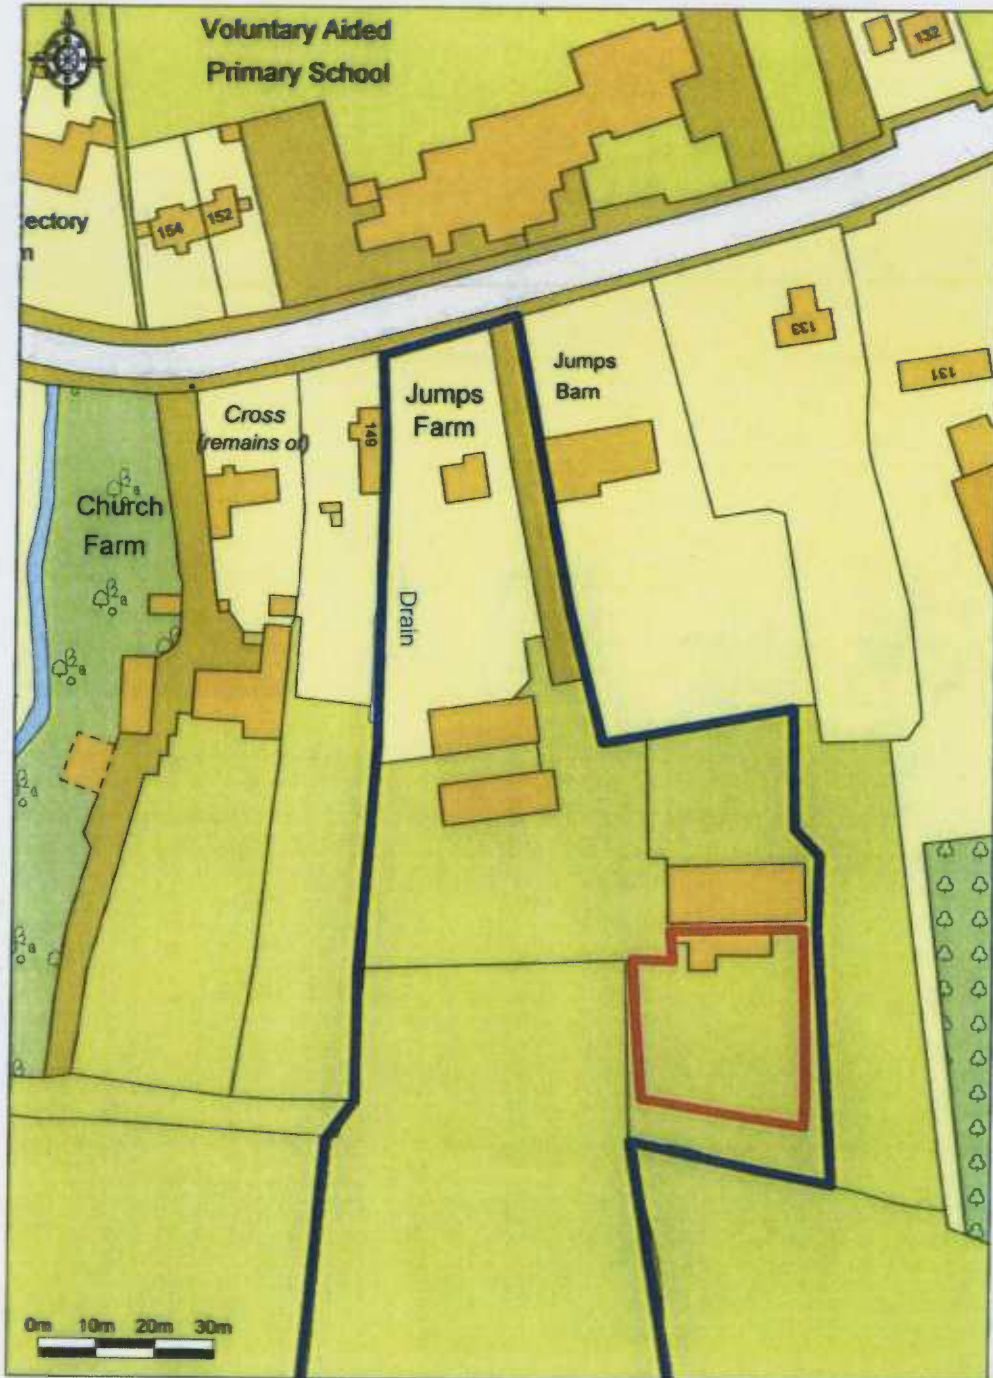 Voluntary Aided
Primary School
132
ectory
154
152
133
131
Jumps
Barn
Jumps
Farm
Cross
(remains of)
149
Church
Farm
Drain
0m 10m 20m 30m